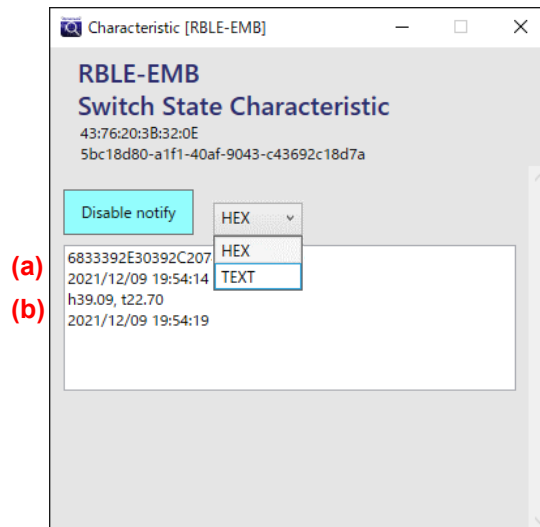 Characteristic [RBLE-EMB]
RBLE-EMB
Switch State Characteristic
43:76:20:3B:32:0E
5bc18d80-a1f1-40af-9043-c43692c18d7a
Disable notify
HEX
HEX
TEXT
(a)
6833392E30392C207
2021/12/09 19:54:14
(b)
h39.09, t22.70
2021/12/09 19:54:19